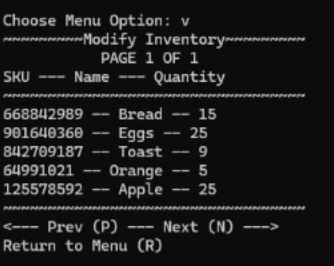 Choose Menu Option: v
~~~~~~~~~Modify Inventory~~~~~~~~~
PAGE 1 OF 1
SKU --- Name --- Quantity
~~~~~~~~~~~~~~~~~~~~~~~~~~~~~~~~~~
668842989 -- Bread -- 15
901640360 -- Eggs -- 25
842709187 -- Toast -- 9
64991021 -- Orange -- 5
125578592 -- Apple -- 25
~~~~~~~~~~~~~~~~~~~~~~~~~~~~~~~~~~
<--- Prev (P) --- Next (N) --->
Return to Menu (R)